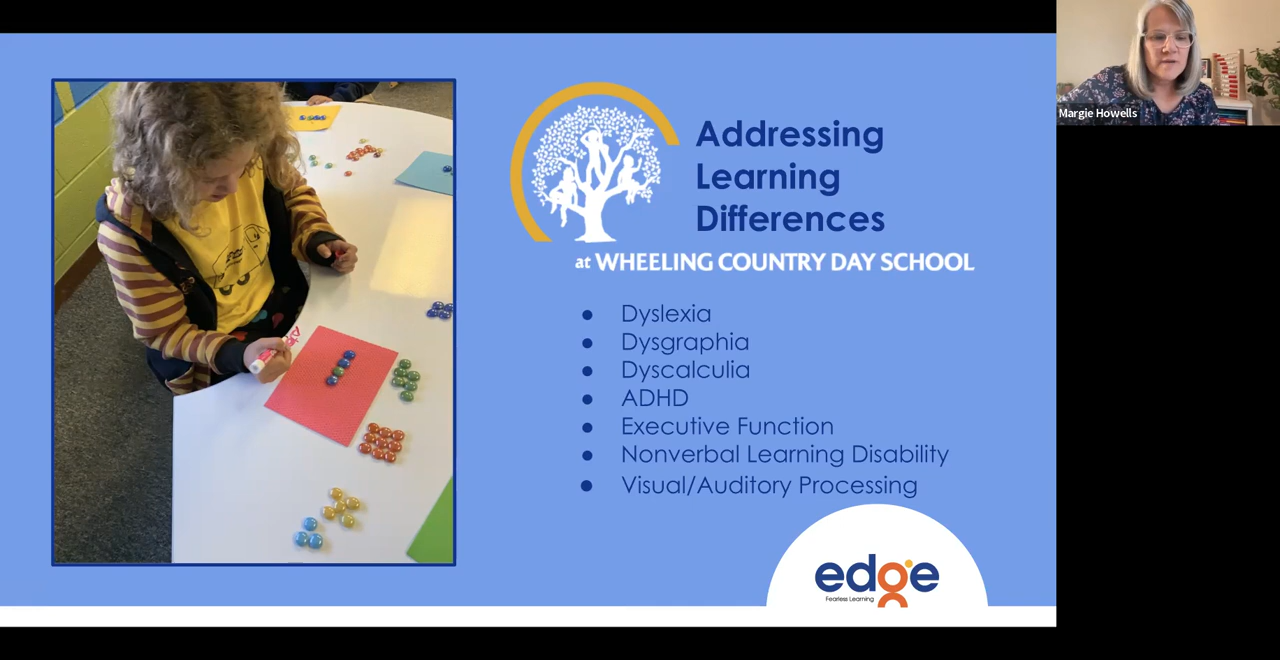 Addressing
Learning
Differences
at WHEELING COUNTRY DAY SCHOOL
● Dyslexia
● Dysgraphia
● Dyscalculia
● ADHD
● Executive Function
● Nonverbal Learning Disability
● Visual/Auditory Processing
edge
Fearless Learning
Margie Howells